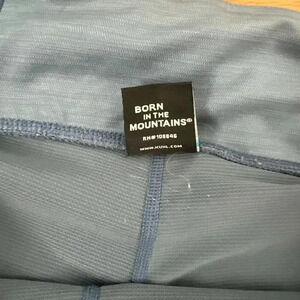 BORN
IN THE
MOUNTAINS®
RN#108846
WWW.KUHL.COM